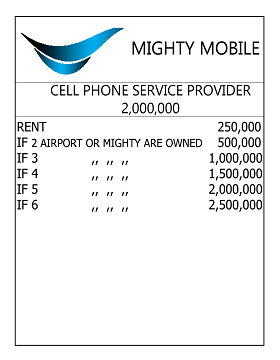 MIGHTY MOBILE
CELL PHONE SERVICE PROVIDER
2,000,000
RENT 250,000
IF 2 AIRPORT OR MIGHTY ARE OWNED 500,000
IF 3 ,, ,, ,, 1,000,000
IF 4 ,, ,, ,, 1,500,000
IF 5 ,, ,, ,, 2,000,000
IF 6 ,, ,, ,, 2,500,000